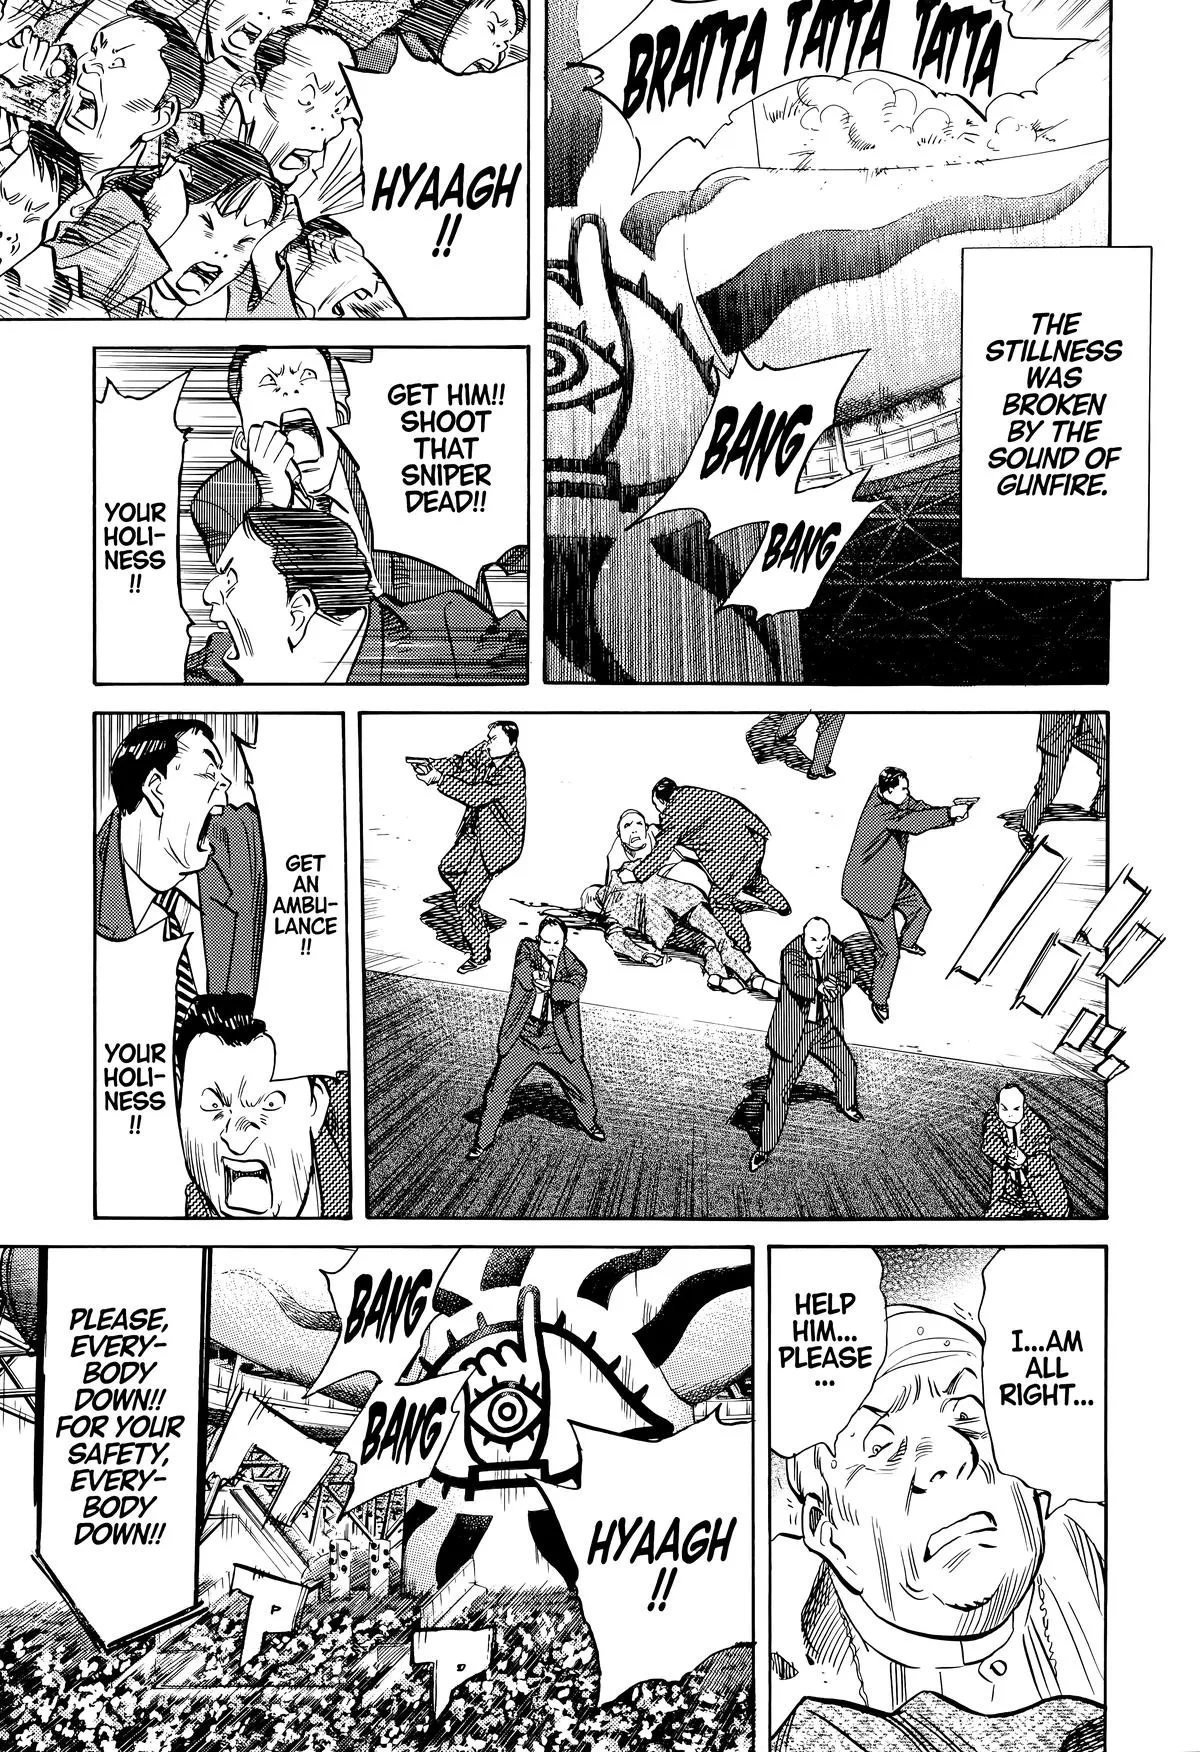 BRATTA TATTA TATTA
THE
STILLNESS
WAS
BROKEN
BY THE
SOUND OF
GUNFIRE.
BANG
BANG
HYAAGH
!!
GET HIM!!
SHOOT
THAT
SNIPER
DEAD!!
YOUR
HOLI-
NESS
!!
GET
AN
AMBU-
LANCE
!!
YOUR
HOLI-
NESS
!!
I...AM
ALL
RIGHT...
HELP
HIM...
PLEASE
...
BANG
BANG
HYAAGH
!!
PLEASE,
EVERY-
BODY
DOWN!!
FOR YOUR
SAFETY,
EVERY-
BODY
DOWN!!